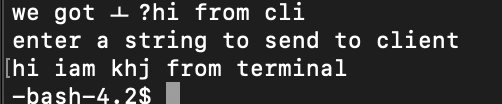 we got ⫨ ?hi from cli
enter a string to send to client
[hi iam khj from terminal
-bash-4.2$